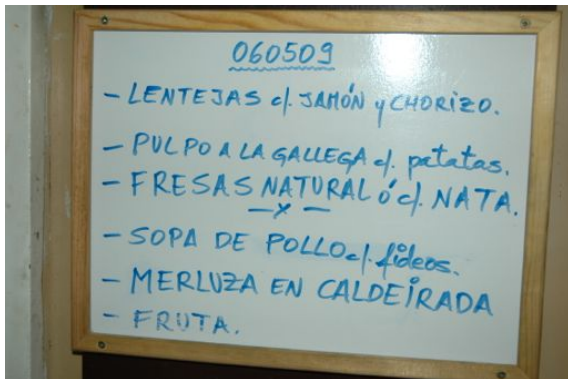 060509
- LENTEJAS c/. JAMÓN y CHORIZO.
- PULPO A LA GALLEGA c/. patatas.
- FRESAS NATURAL ó c/. NATA.
- x -
- SOPA DE POLLO c/. fideos.
- MERLUZA EN CALDEIRADA
- FRUTA.